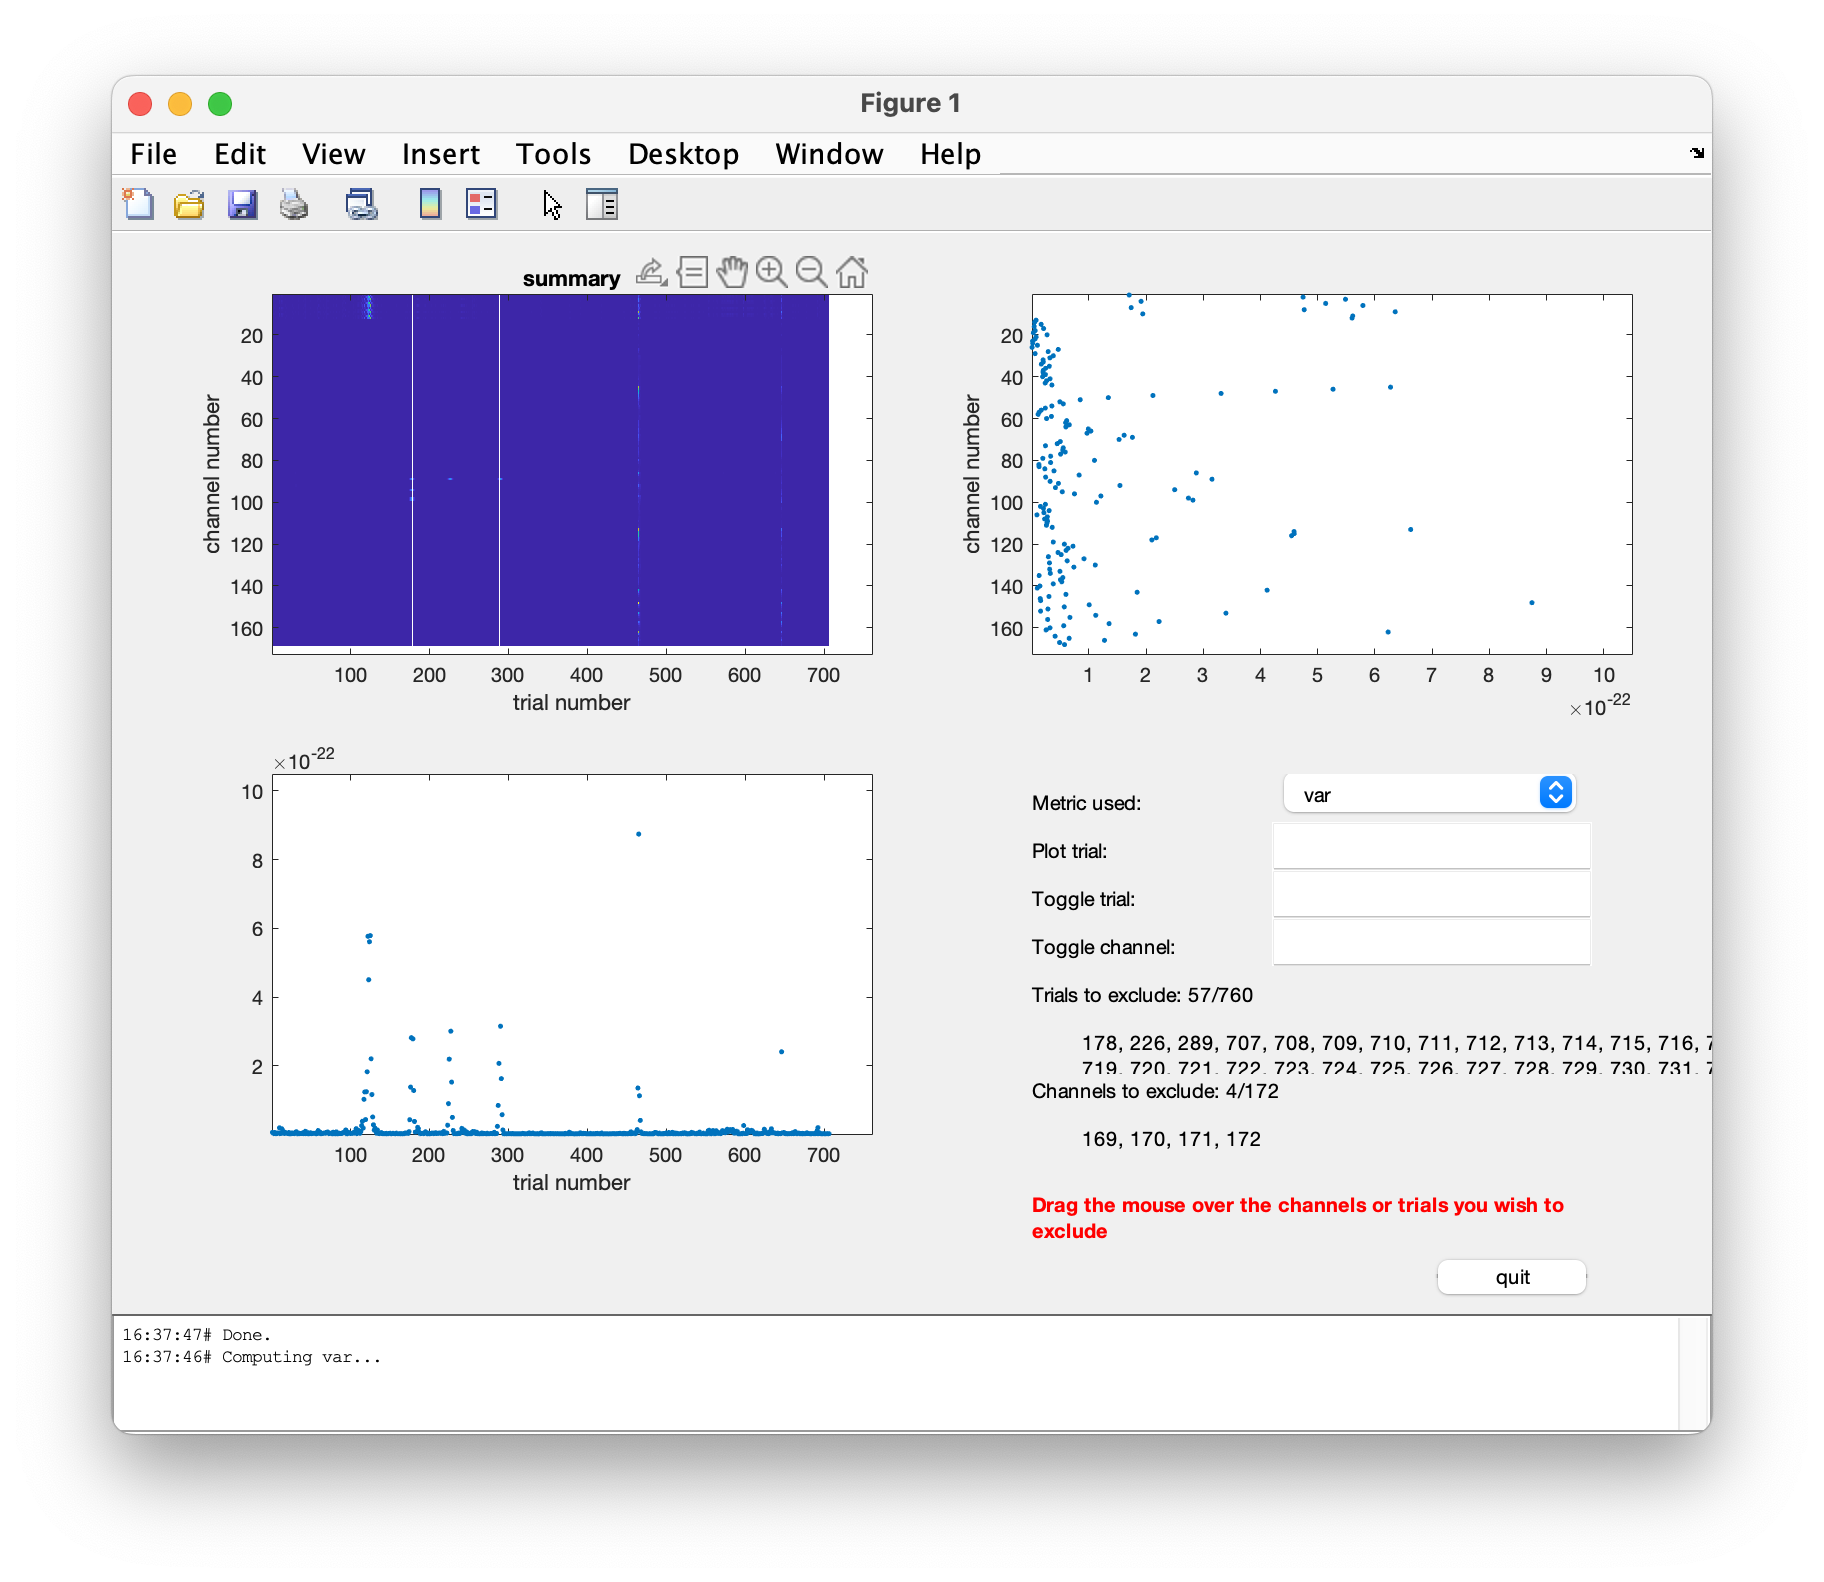 Figure 1
File Edit View Insert Tools Desktop Window Help
summary
20
40
60
80
100
120
140
160
channel number
100 200 300 400 500 600 700
trial number
20
40
60
80
100
120
140
160
channel number
1 2 3 4 5 6 7 8 9 10
×10-22
×10-22
10
8
6
4
2
100 200 300 400 500 600 700
trial number
Metric used: var
Plot trial:
Toggle trial:
Toggle channel:
Trials to exclude: 57/760
178, 226, 289, 707, 708, 709, 710, 711, 712, 713, 714, 715, 716,
719, 720, 721, 722, 723, 724, 725, 726, 727, 728, 729, 730, 731,
Channels to exclude: 4/172
169, 170, 171, 172
Drag the mouse over the channels or trials you wish to
exclude
quit
16:37:47# Done.
16:37:46# Computing var...